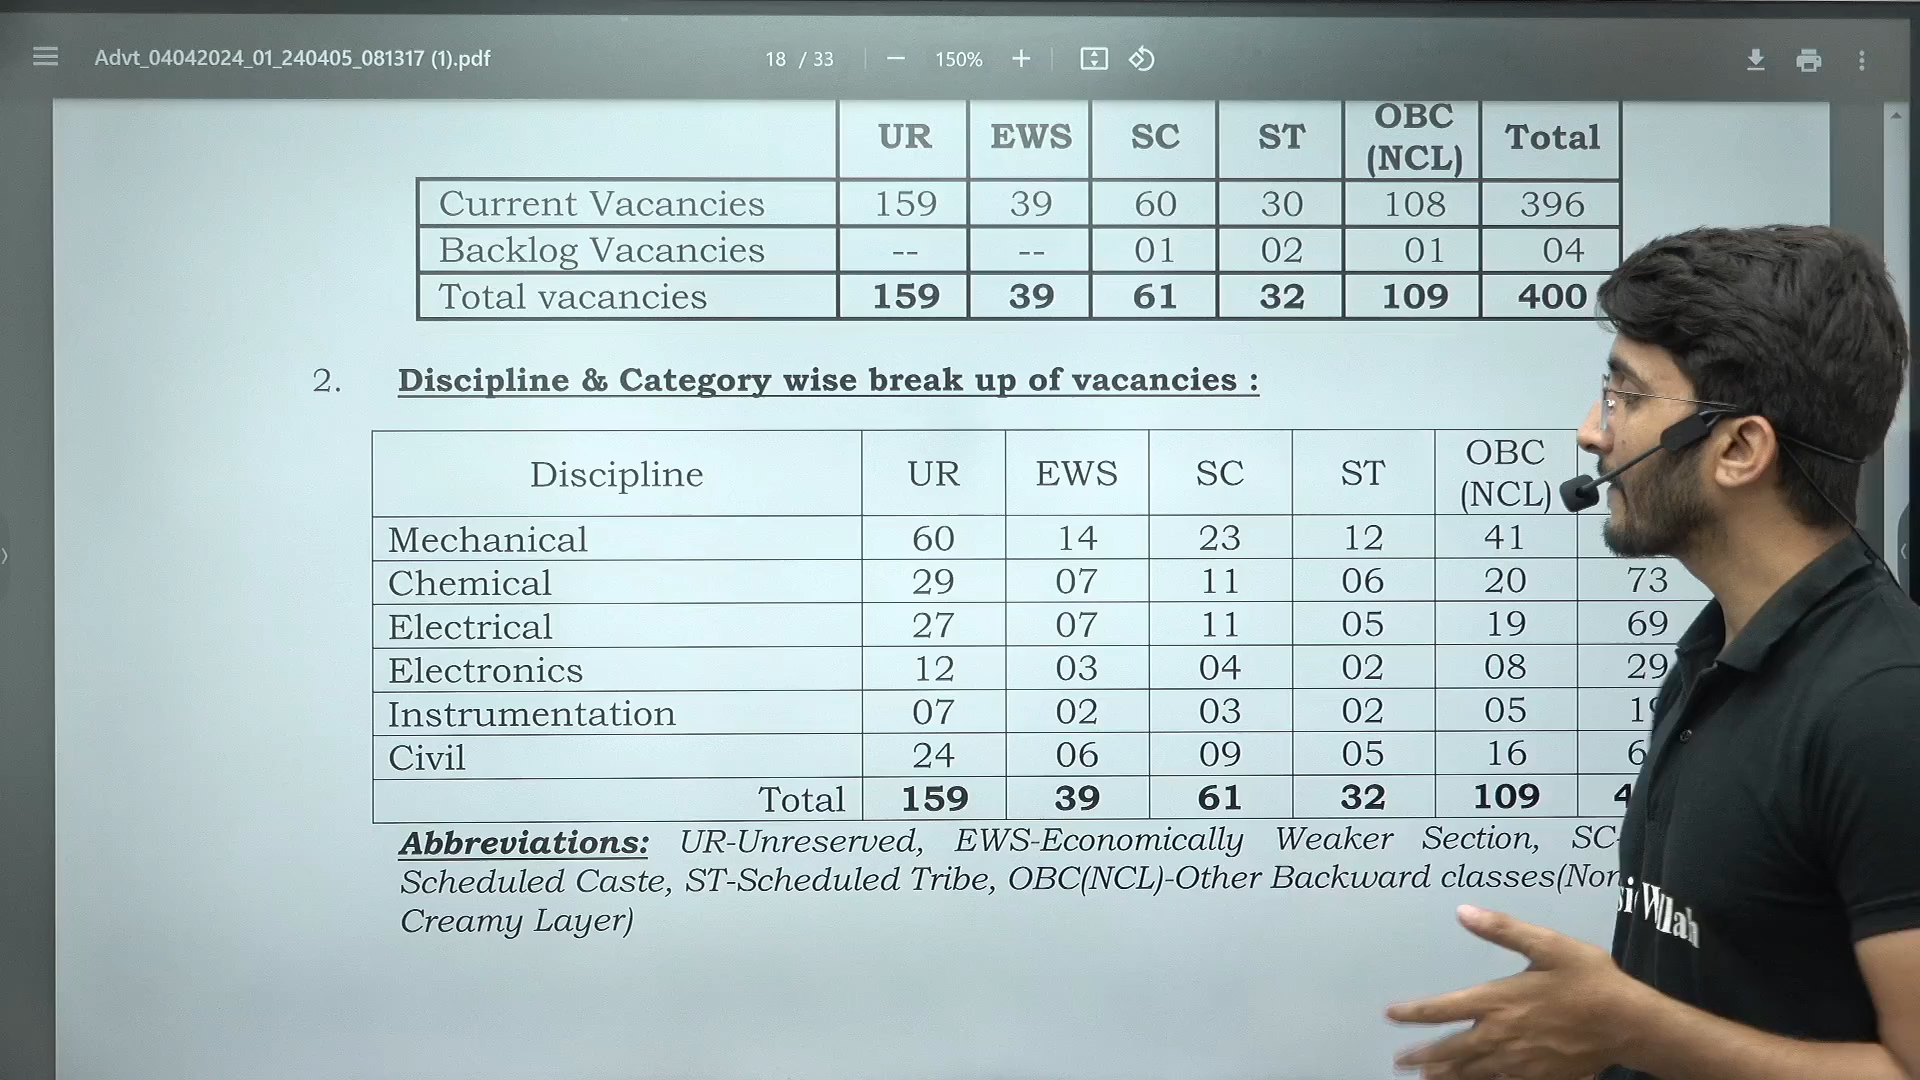 Advt_04042024_01_240405_081317 (1).pdf 18 / 33 150%
UR EWS SC ST OBC (NCL) Total
Current Vacancies 159 39 60 30 108 396
Backlog Vacancies -- -- 01 02 01 04
Total vacancies 159 39 61 32 109 400
2. Discipline & Category wise break up of vacancies :
Discipline UR EWS SC ST OBC (NCL)
Mechanical 60 14 23 12 41
Chemical 29 07 11 06 20 73
Electrical 27 07 11 05 19 69
Electronics 12 03 04 02 08 29
Instrumentation 07 02 03 02 05
Civil 24 06 09 05 16
Total 159 39 61 32 109
Abbreviations: UR-Unreserved, EWS-Economically Weaker Section, SC-
Scheduled Caste, ST-Scheduled Tribe, OBC(NCL)-Other Backward classes(Non
Creamy Layer)